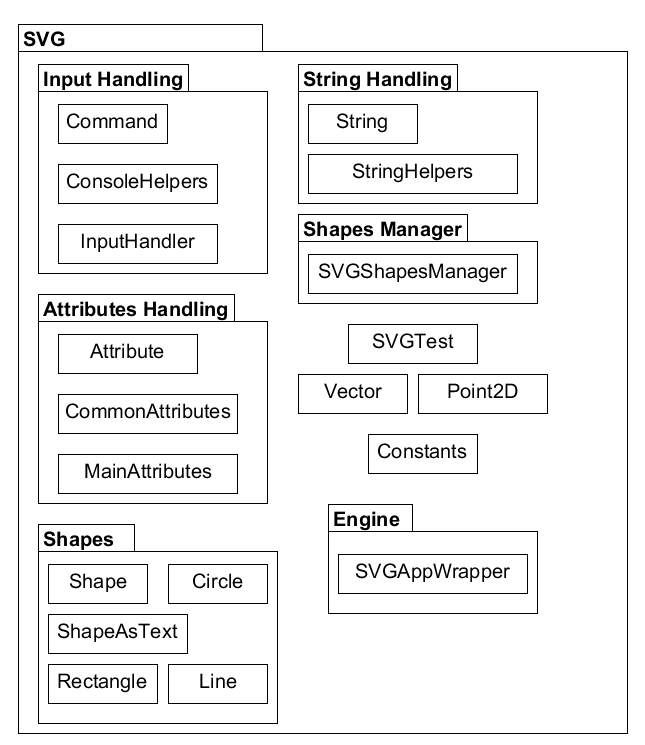 SVG
Input Handling
Command
ConsoleHelpers
InputHandler
String Handling
String
StringHelpers
Shapes Manager
SVGShapesManager
Attributes Handling
Attribute
CommonAttributes
MainAttributes
SVGTest
Vector
Point2D
Constants
Shapes
Shape
Circle
ShapeAsText
Rectangle
Line
Engine
SVGAppWrapper